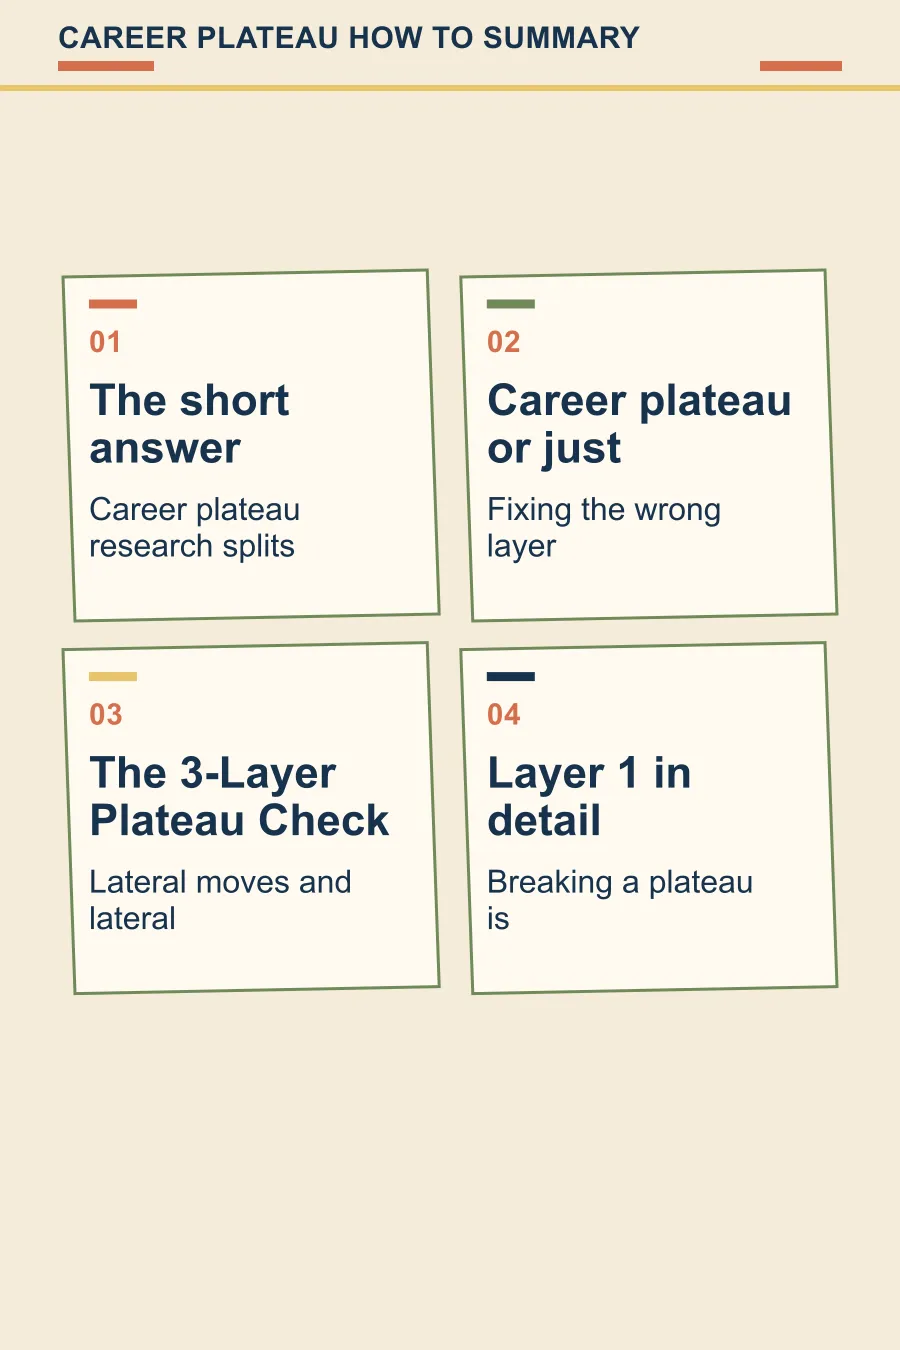 CAREER PLATEAU HOW TO SUMMARY
01
The short
answer
Career plateau
research splits
02
Career plateau
or just
Fixing the wrong
layer
03
The 3-Layer
Plateau Check
Lateral moves and
lateral
04
Layer 1 in
detail
Breaking a plateau
is